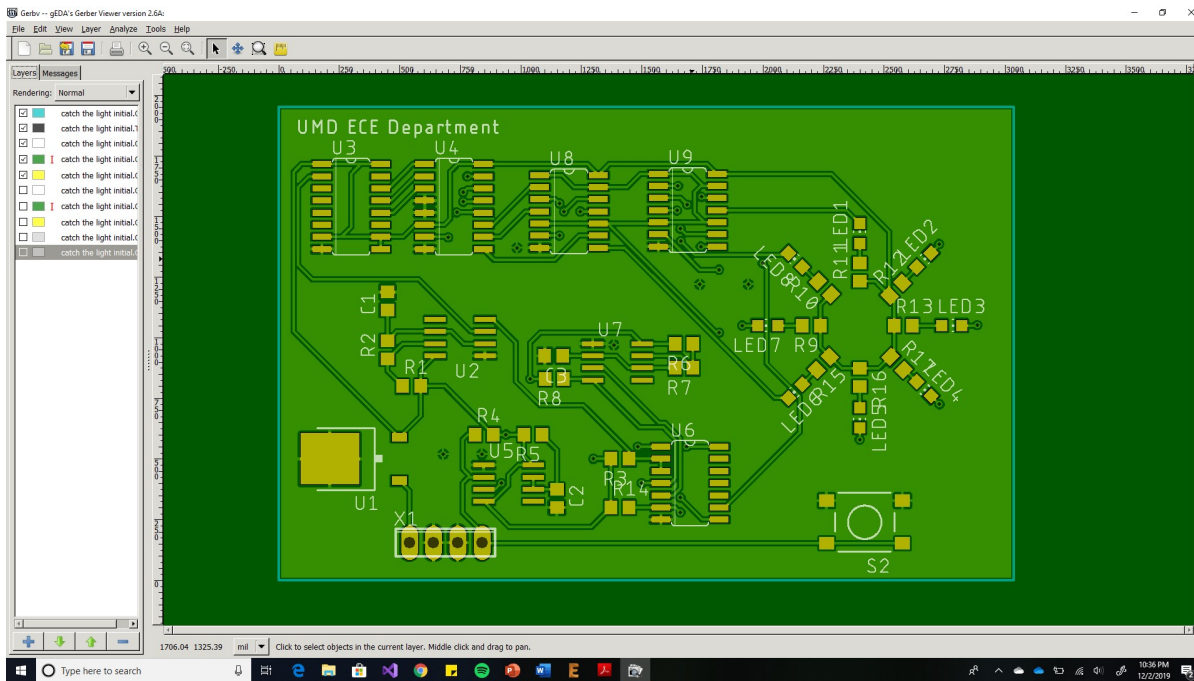 Gerbv -- gEDA's Gerber Viewer version 2.6A:
File Edit View Layer Analyze Tools Help
Layers Messages
Rendering: Normal
catch the light initial.
catch the light initial.
catch the light initial.
catch the light initial.
catch the light initial.
catch the light initial.
catch the light initial.
catch the light initial.
catch the light initial.
catch the light initial.
UMD ECE Department
U3 U4 U8 U9
LED1
R11
LED2
R12
LED8
R10
R13 LED3
LED7 R9
C1
R2
R1 U2
U7
C3
R8
R6
R7
R17
LED4
R15
LED6
R16
LED5
R4
U5 R5
U6
R3
R14
C2
U1
X1
S2
1706.04 1325.39 mil Click to select objects in the current layer. Middle click and drag to pan.
Type here to search
10:36 PM
12/2/2019